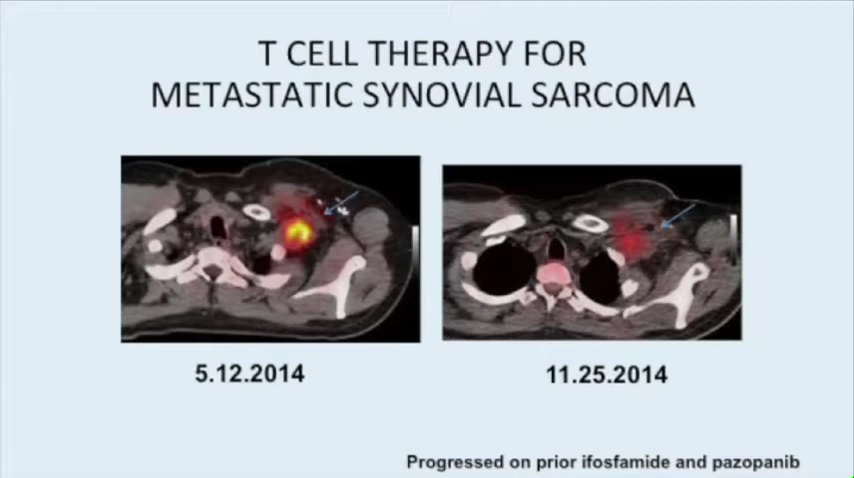 T CELL THERAPY FOR
METASTATIC SYNOVIAL SARCOMA
5.12.2014
11.25.2014
Progressed on prior ifosfamide and pazopanib